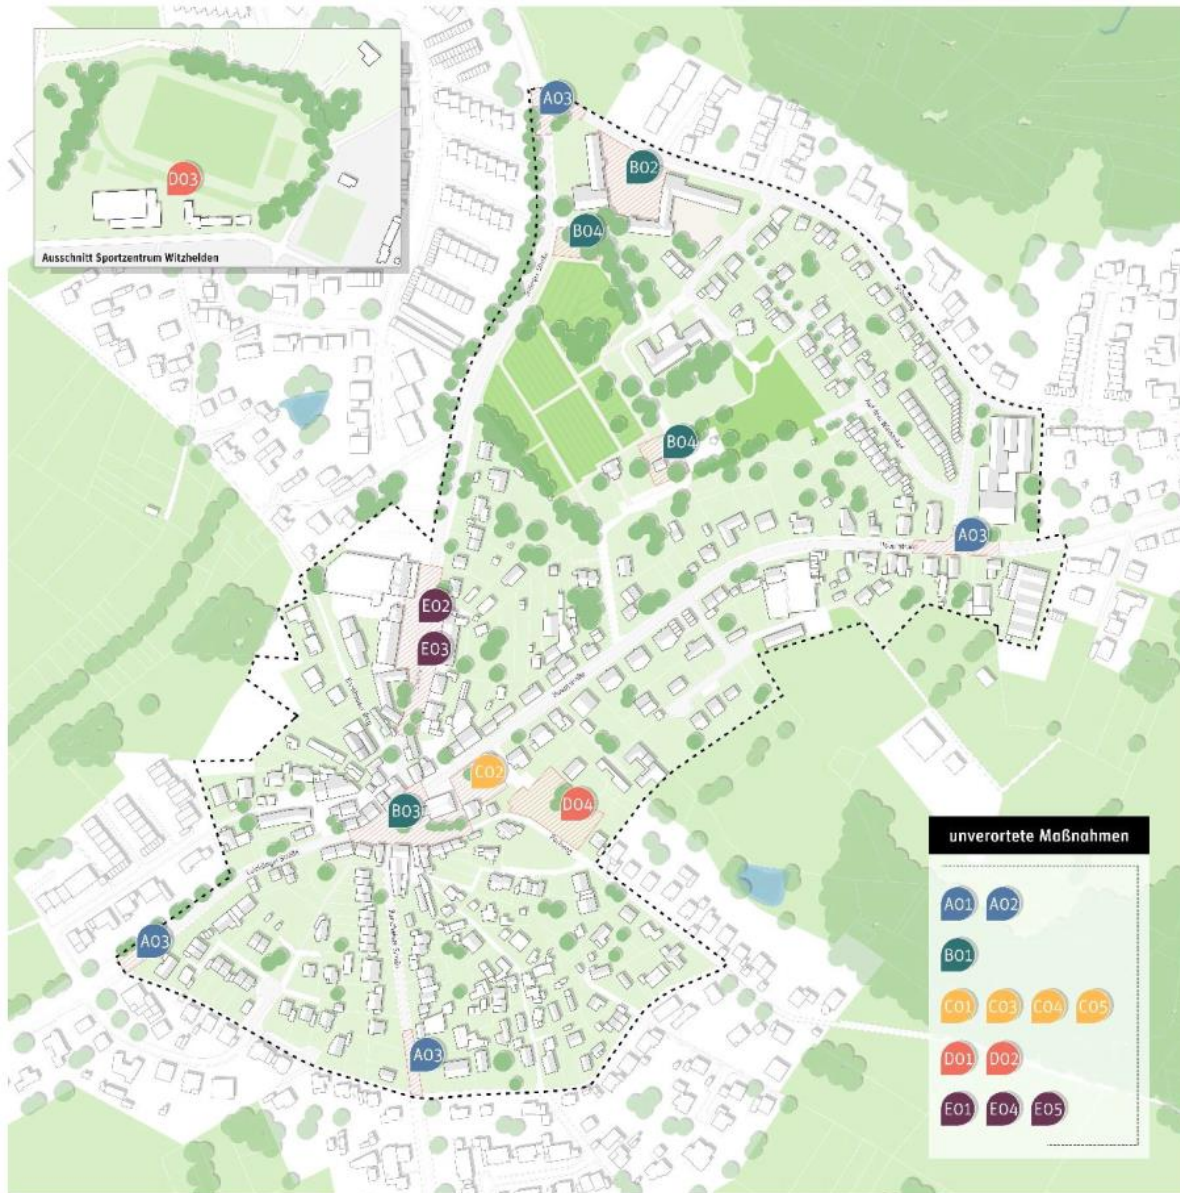 A03
B02
D03
B04
Ausschnitt Sportzentrum Witzhelden
B04
A03
E02
E03
C02
D04
B03
unverortete Maßnahmen
A01 A02
B01
A03
C01 C03 C04 C05
A03
D01 D02
E01 E04 E05